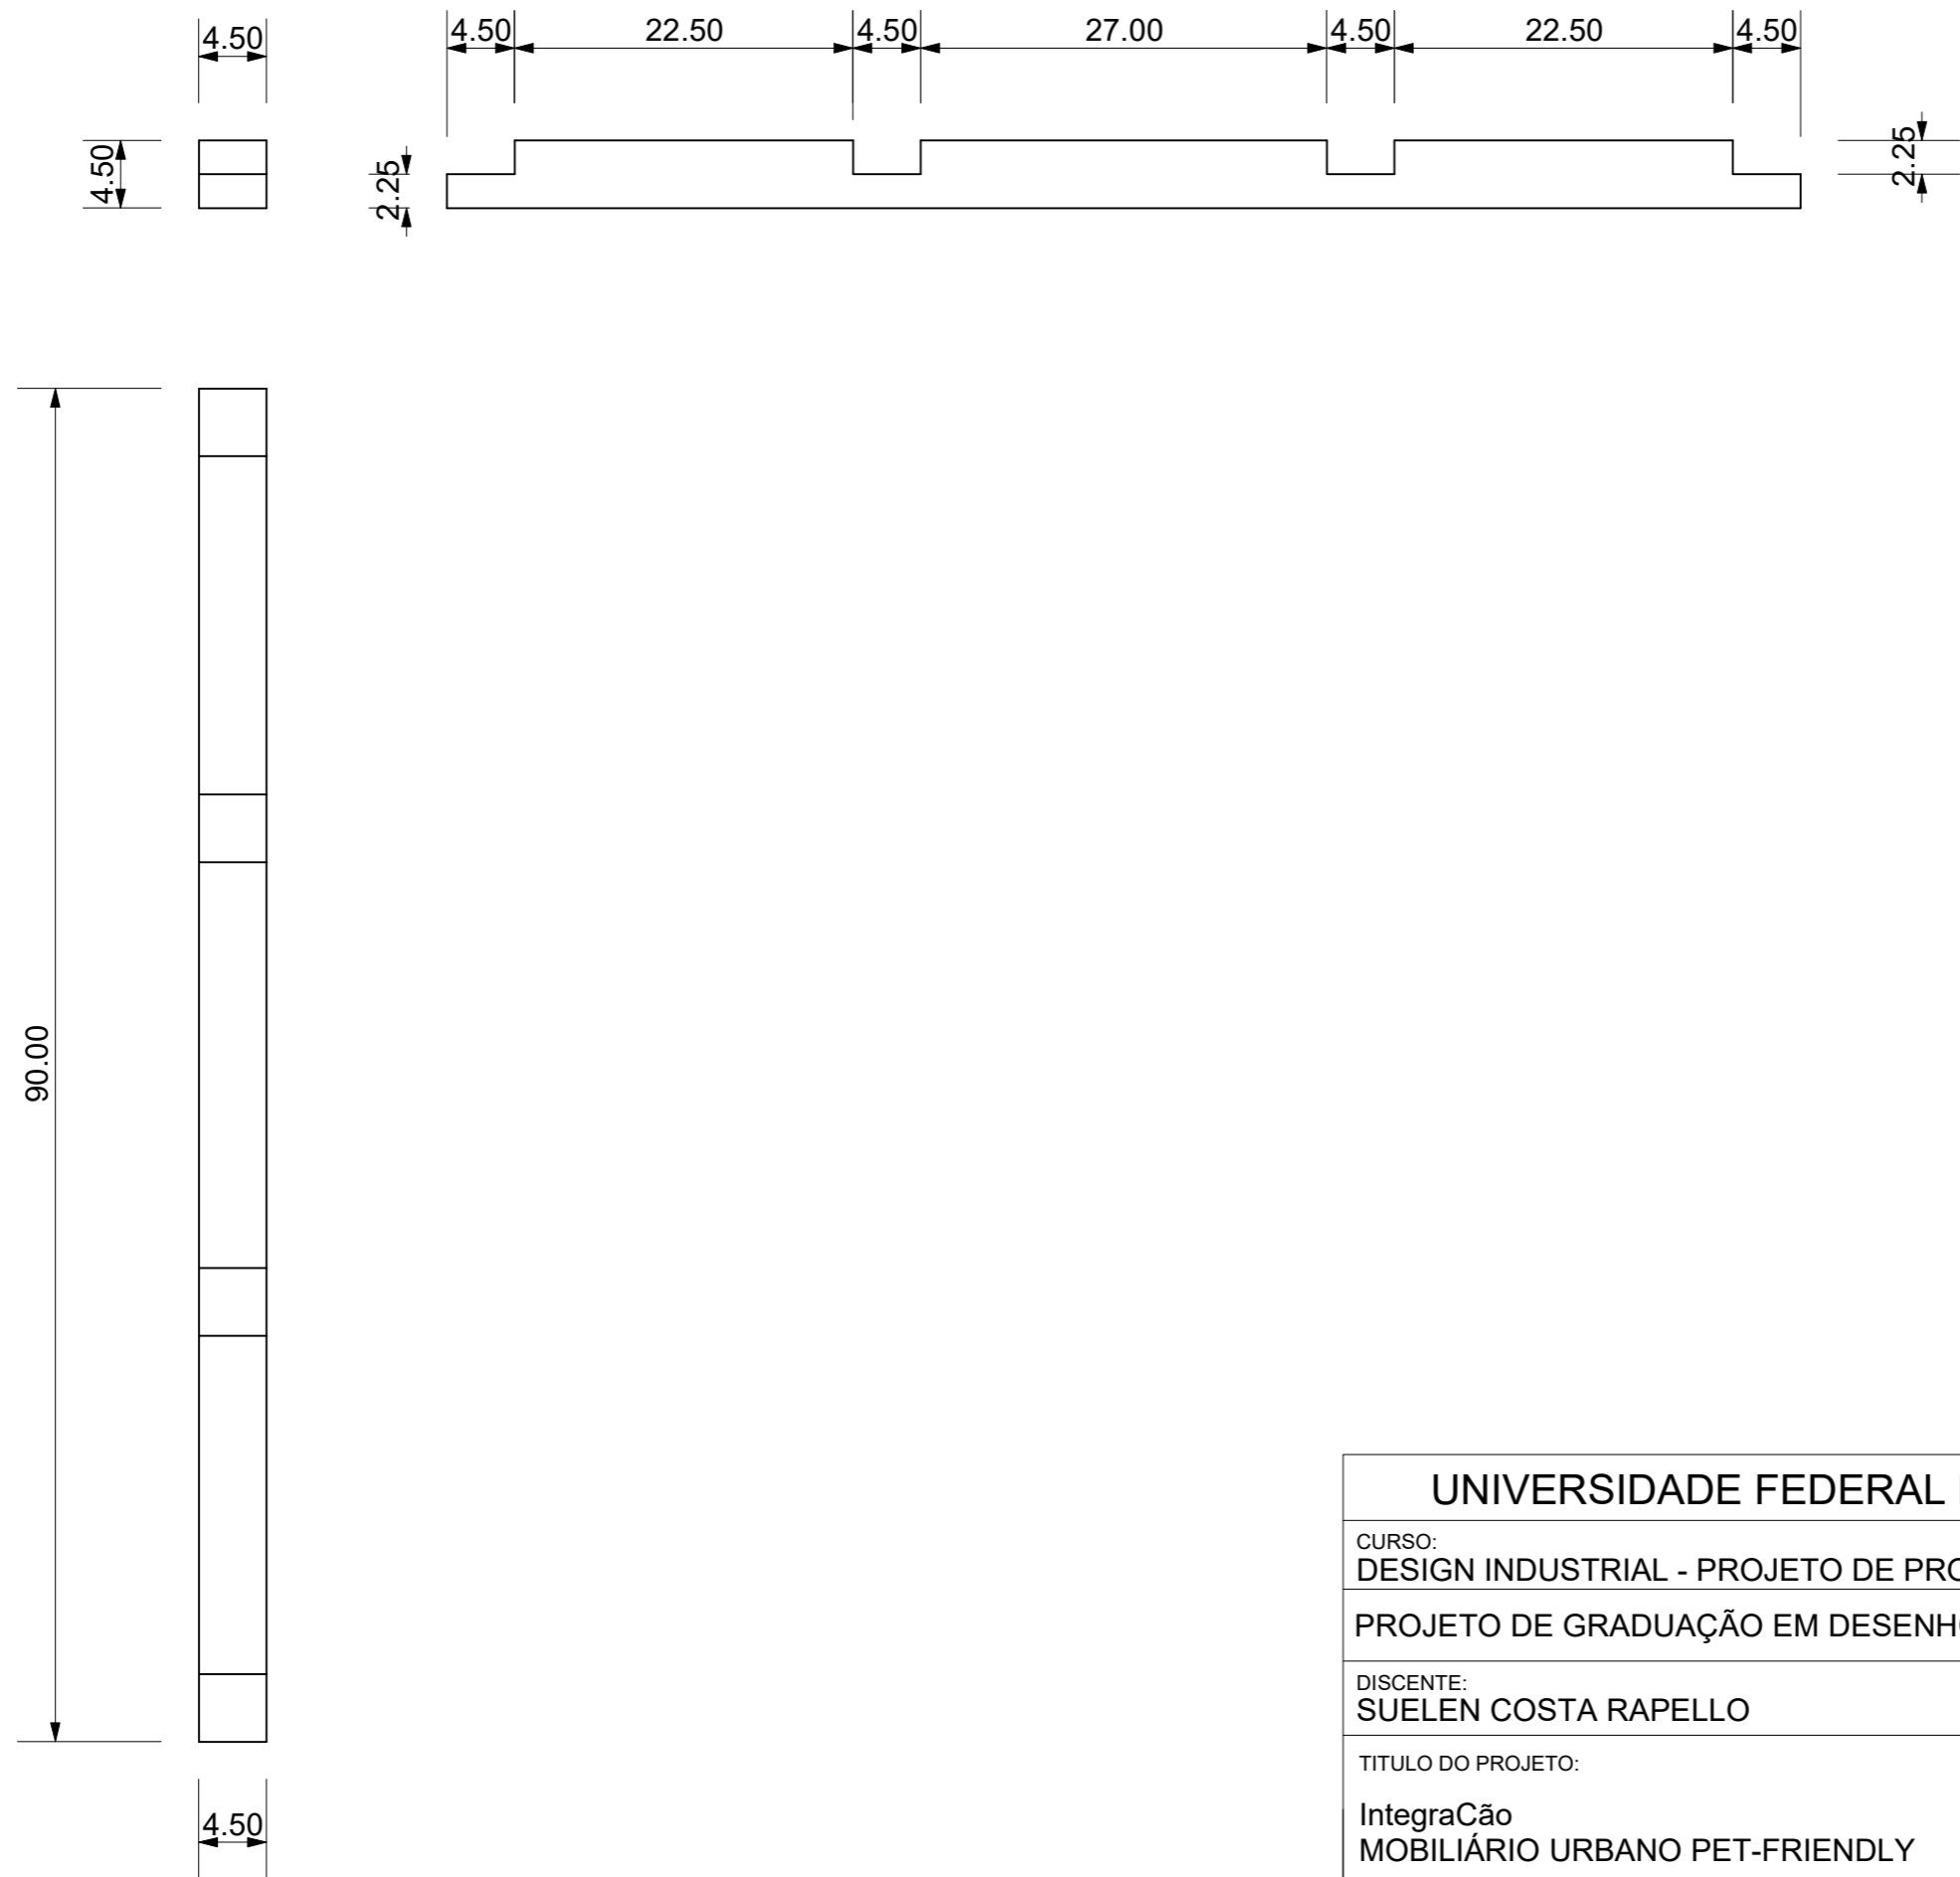 4.50
4.50 22.50 4.50 27.00 4.50 22.50 4.50
4.50
2.25
2.25
90.00
4.50
UNIVERSIDADE FEDERAL
CURSO:
DESIGN INDUSTRIAL - PROJETO DE PRO
PROJETO DE GRADUAÇÃO EM DESENH
DISCENTE:
SUELEN COSTA RAPELLO
TITULO DO PROJETO:
IntegraCão
MOBILIÁRIO URBANO PET-FRIENDLY